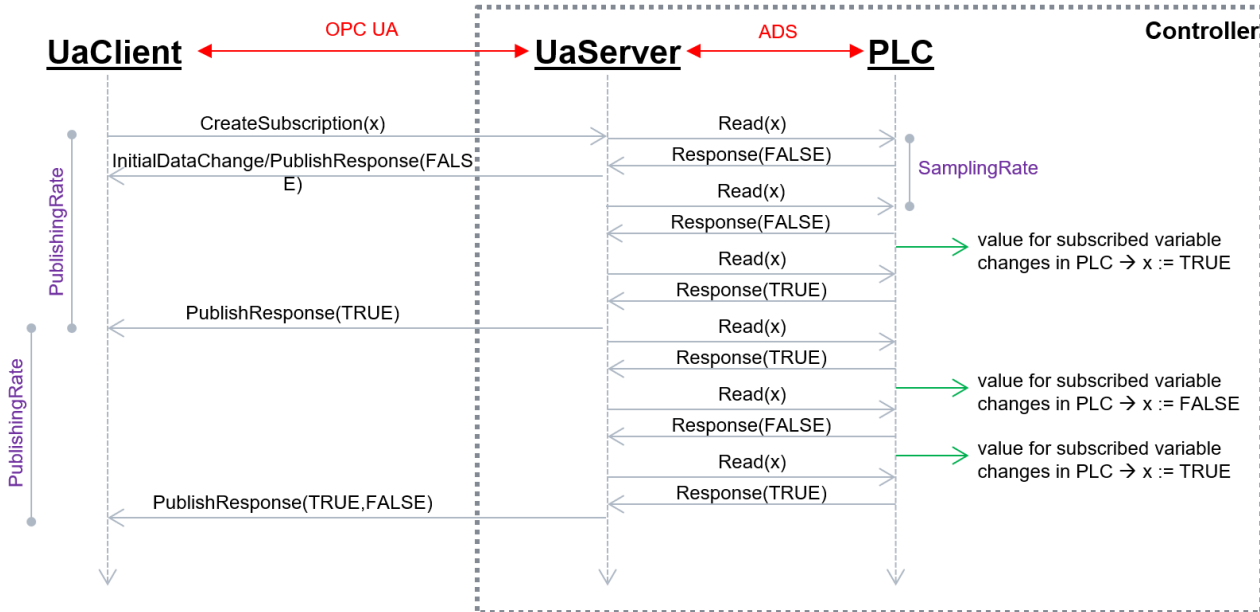 OPC UA
ADS
Controller
UaClient
UaServer
PLC
CreateSubscription(x)
Read(x)
InitialDataChange/PublishResponse(FALS
E)
Response(FALSE)
SamplingRate
Read(x)
Response(FALSE)
value for subscribed variable
changes in PLC → x := TRUE
PublishingRate
Read(x)
Response(TRUE)
PublishResponse(TRUE)
Read(x)
Response(TRUE)
value for subscribed variable
changes in PLC → x := FALSE
Read(x)
PublishingRate
Response(FALSE)
value for subscribed variable
changes in PLC → x := TRUE
Read(x)
Response(TRUE)
PublishResponse(TRUE,FALSE)